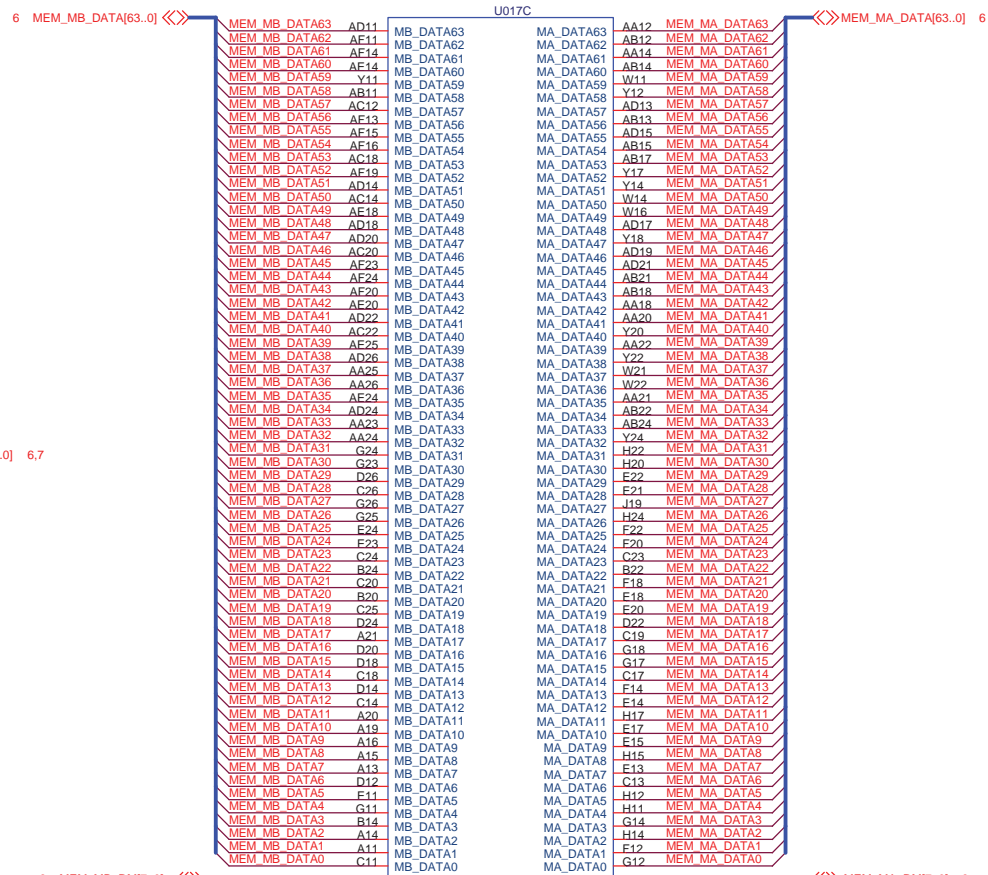 U017C
6 MEM_MB_DATA[63..0] MEM_MA_DATA[63..0] 6
MEM_MB_DATA63 AD11 MB_DATA63 MA_DATA63 AA12 MEM_MA_DATA63
MEM_MB_DATA62 AF11 MB_DATA62 MA_DATA62 AB12 MEM_MA_DATA62
MEM_MB_DATA61 AF14 MB_DATA61 MA_DATA61 AA14 MEM_MA_DATA61
MEM_MB_DATA60 AE14 MB_DATA60 MA_DATA60 AB14 MEM_MA_DATA60
MEM_MB_DATA59 Y11 MB_DATA59 MA_DATA59 W11 MEM_MA_DATA59
MEM_MB_DATA58 AB11 MB_DATA58 MA_DATA58 Y12 MEM_MA_DATA58
MEM_MB_DATA57 AC12 MB_DATA57 MA_DATA57 AD13 MEM_MA_DATA57
MEM_MB_DATA56 AF13 MB_DATA56 MA_DATA56 AB13 MEM_MA_DATA56
MEM_MB_DATA55 AF15 MB_DATA55 MA_DATA55 AD15 MEM_MA_DATA55
MEM_MB_DATA54 AF16 MB_DATA54 MA_DATA54 AB15 MEM_MA_DATA54
MEM_MB_DATA53 AC18 MB_DATA53 MA_DATA53 AB17 MEM_MA_DATA53
MEM_MB_DATA52 AF19 MB_DATA52 MA_DATA52 Y17 MEM_MA_DATA52
MEM_MB_DATA51 AD14 MB_DATA51 MA_DATA51 Y14 MEM_MA_DATA51
MEM_MB_DATA50 AC14 MB_DATA50 MA_DATA50 W14 MEM_MA_DATA50
MEM_MB_DATA49 AE18 MB_DATA49 MA_DATA49 W16 MEM_MA_DATA49
MEM_MB_DATA48 AD18 MB_DATA48 MA_DATA48 AD17 MEM_MA_DATA48
MEM_MB_DATA47 AD20 MB_DATA47 MA_DATA47 Y18 MEM_MA_DATA47
MEM_MB_DATA46 AC20 MB_DATA46 MA_DATA46 AD19 MEM_MA_DATA46
MEM_MB_DATA45 AF23 MB_DATA45 MA_DATA45 AD21 MEM_MA_DATA45
MEM_MB_DATA44 AF24 MB_DATA44 MA_DATA44 AB21 MEM_MA_DATA44
MEM_MB_DATA43 AF20 MB_DATA43 MA_DATA43 AB18 MEM_MA_DATA43
MEM_MB_DATA42 AE20 MB_DATA42 MA_DATA42 AA18 MEM_MA_DATA42
MEM_MB_DATA41 AD22 MB_DATA41 MA_DATA41 AA20 MEM_MA_DATA41
MEM_MB_DATA40 AC22 MB_DATA40 MA_DATA40 Y20 MEM_MA_DATA40
MEM_MB_DATA39 AE25 MB_DATA39 MA_DATA39 AA22 MEM_MA_DATA39
MEM_MB_DATA38 AD26 MB_DATA38 MA_DATA38 Y22 MEM_MA_DATA38
MEM_MB_DATA37 AA25 MB_DATA37 MA_DATA37 W21 MEM_MA_DATA37
MEM_MB_DATA36 AA26 MB_DATA36 MA_DATA36 W22 MEM_MA_DATA36
MEM_MB_DATA35 AE24 MB_DATA35 MA_DATA35 AA21 MEM_MA_DATA35
MEM_MB_DATA34 AD24 MB_DATA34 MA_DATA34 AB22 MEM_MA_DATA34
MEM_MB_DATA33 AA23 MB_DATA33 MA_DATA33 AB24 MEM_MA_DATA33
MEM_MB_DATA32 AA24 MB_DATA32 MA_DATA32 Y24 MEM_MA_DATA32
.0] 6,7 MEM_MB_DATA31 G24 MB_DATA31 MA_DATA31 H22 MEM_MA_DATA31
MEM_MB_DATA30 G23 MB_DATA30 MA_DATA30 H20 MEM_MA_DATA30
MEM_MB_DATA29 D26 MB_DATA29 MA_DATA29 E22 MEM_MA_DATA29
MEM_MB_DATA28 C26 MB_DATA28 MA_DATA28 E21 MEM_MA_DATA28
MEM_MB_DATA27 G26 MB_DATA27 MA_DATA27 J19 MEM_MA_DATA27
MEM_MB_DATA26 G25 MB_DATA26 MA_DATA26 H24 MEM_MA_DATA26
MEM_MB_DATA25 E24 MB_DATA25 MA_DATA25 F22 MEM_MA_DATA25
MEM_MB_DATA24 E23 MB_DATA24 MA_DATA24 F20 MEM_MA_DATA24
MEM_MB_DATA23 C24 MB_DATA23 MA_DATA23 C23 MEM_MA_DATA23
MEM_MB_DATA22 B24 MB_DATA22 MA_DATA22 B22 MEM_MA_DATA22
MEM_MB_DATA21 C20 MB_DATA21 MA_DATA21 F18 MEM_MA_DATA21
MEM_MB_DATA20 B20 MB_DATA20 MA_DATA20 E18 MEM_MA_DATA20
MEM_MB_DATA19 C25 MB_DATA19 MA_DATA19 E20 MEM_MA_DATA19
MEM_MB_DATA18 D24 MB_DATA18 MA_DATA18 D22 MEM_MA_DATA18
MEM_MB_DATA17 A21 MB_DATA17 MA_DATA17 C19 MEM_MA_DATA17
MEM_MB_DATA16 D20 MB_DATA16 MA_DATA16 G18 MEM_MA_DATA16
MEM_MB_DATA15 D18 MB_DATA15 MA_DATA15 G17 MEM_MA_DATA15
MEM_MB_DATA14 C18 MB_DATA14 MA_DATA14 C17 MEM_MA_DATA14
MEM_MB_DATA13 D14 MB_DATA13 MA_DATA13 F14 MEM_MA_DATA13
MEM_MB_DATA12 C14 MB_DATA12 MA_DATA12 E14 MEM_MA_DATA12
MEM_MB_DATA11 A20 MB_DATA11 MA_DATA11 H17 MEM_MA_DATA11
MEM_MB_DATA10 A19 MB_DATA10 MA_DATA10 E17 MEM_MA_DATA10
MEM_MB_DATA9 A16 MB_DATA9 MA_DATA9 E15 MEM_MA_DATA9
MEM_MB_DATA8 A15 MB_DATA8 MA_DATA8 H15 MEM_MA_DATA8
MEM_MB_DATA7 A13 MB_DATA7 MA_DATA7 E13 MEM_MA_DATA7
MEM_MB_DATA6 D12 MB_DATA6 MA_DATA6 C13 MEM_MA_DATA6
MEM_MB_DATA5 E11 MB_DATA5 MA_DATA5 H12 MEM_MA_DATA5
MEM_MB_DATA4 G11 MB_DATA4 MA_DATA4 H11 MEM_MA_DATA4
MEM_MB_DATA3 B14 MB_DATA3 MA_DATA3 G14 MEM_MA_DATA3
MEM_MB_DATA2 A14 MB_DATA2 MA_DATA2 H14 MEM_MA_DATA2
MEM_MB_DATA1 A11 MB_DATA1 MA_DATA1 F12 MEM_MA_DATA1
MEM_MB_DATA0 C11 MB_DATA0 MA_DATA0 G12 MEM_MA_DATA0